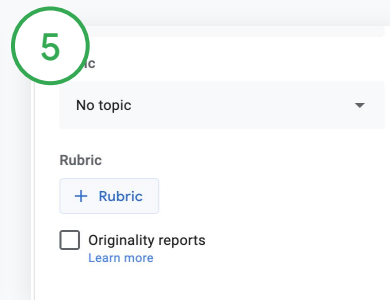 5
No topic
Rubric
+ Rubric
Originality reports
Learn more